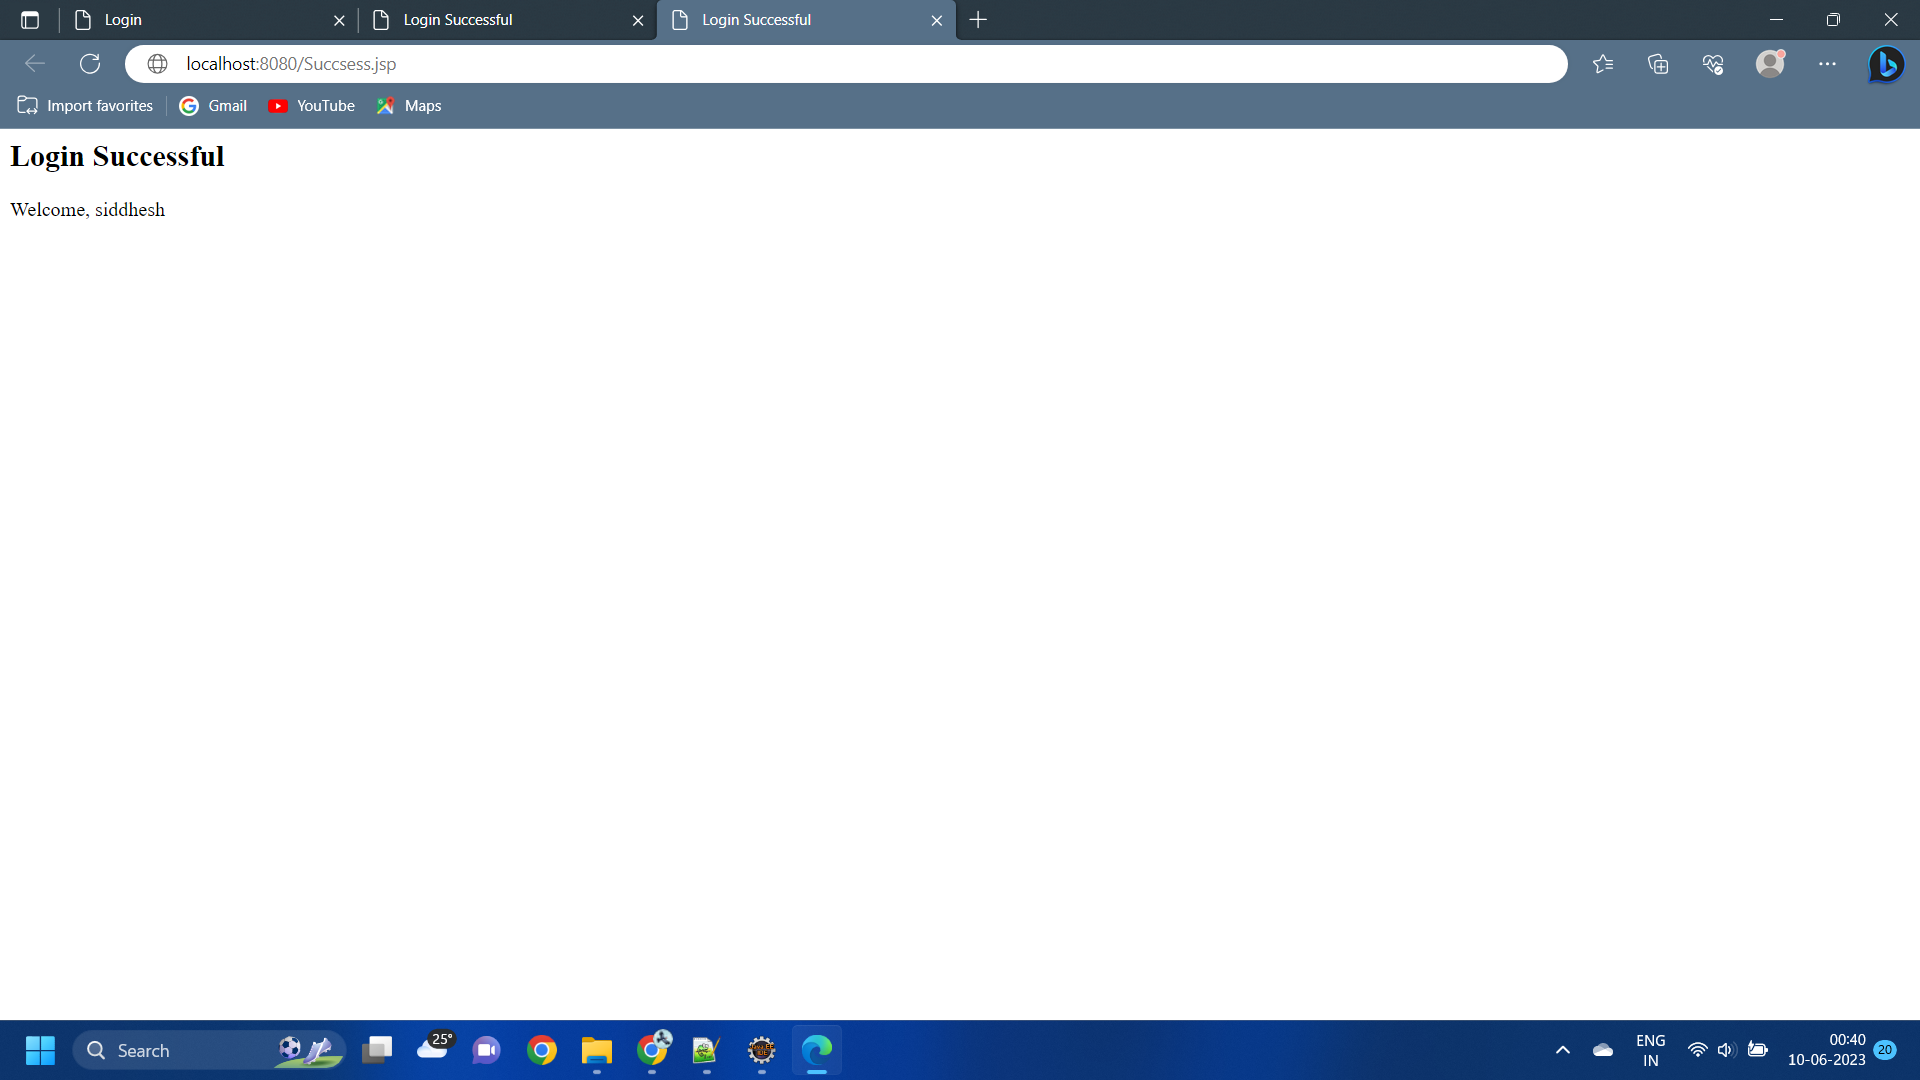 Login
Login Successful
Login Successful
localhost:8080/Succsess.jsp
Import favorites
Gmail
YouTube
Maps
Login Successful
Welcome, siddhesh
Search
25°
ENG
IN
00:40
10-06-2023
20